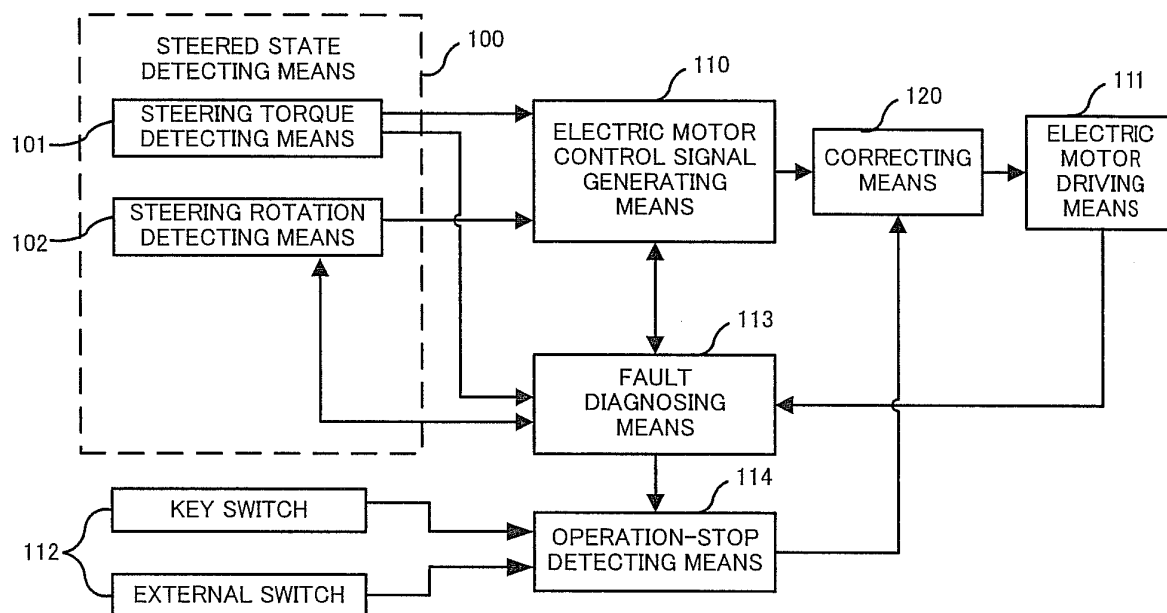 STEERED STATE
DETECTING MEANS
100
STEERING TORQUE
DETECTING MEANS
101
STEERING ROTATION
DETECTING MEANS
102
110
ELECTRIC MOTOR
CONTROL SIGNAL
GENERATING
MEANS
120
CORRECTING
MEANS
111
ELECTRIC
MOTOR
DRIVING
MEANS
113
FAULT
DIAGNOSING
MEANS
114
OPERATION-STOP
DETECTING MEANS
KEY SWITCH
112
EXTERNAL SWITCH